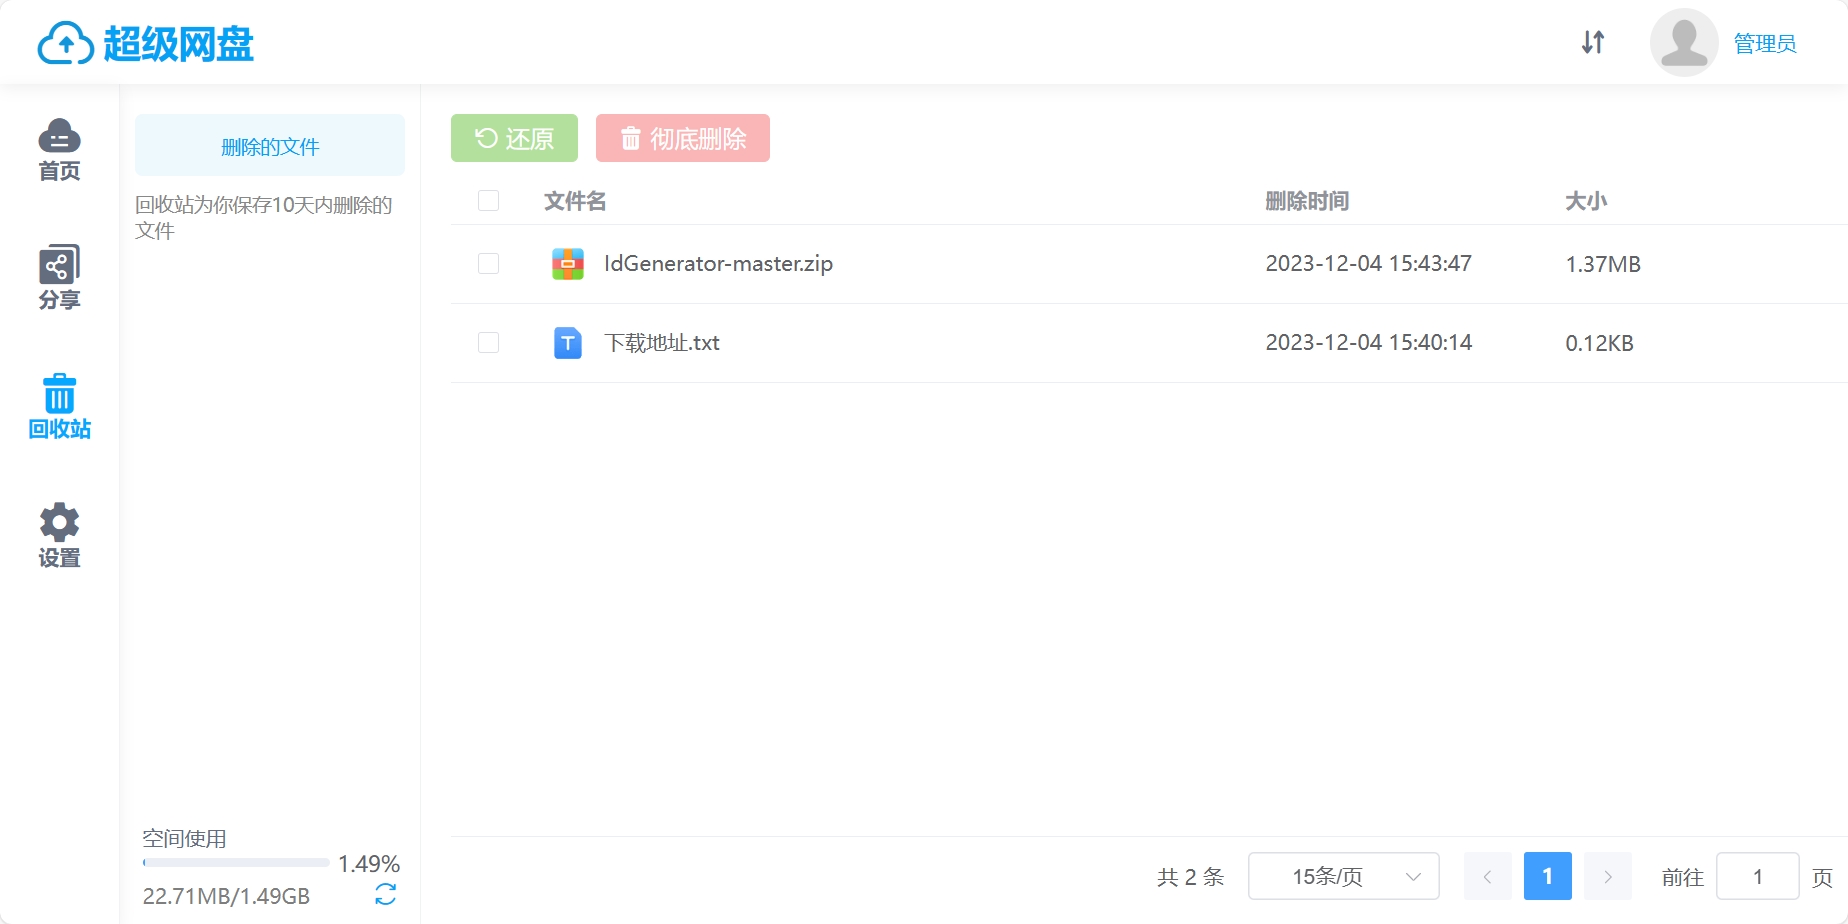 超级网盘
管理员
首页
分享
回收站
设置
删除的文件
回收站为你保存10天内删除的
文件
空间使用
1.49%
22.71MB/1.49GB
还原 彻底删除
文件名 删除时间 大小
IdGenerator-master.zip 2023-12-04 15:43:47 1.37MB
T 下载地址.txt 2023-12-04 15:40:14 0.12KB
共 2 条 15条/页 1 前往 1 页